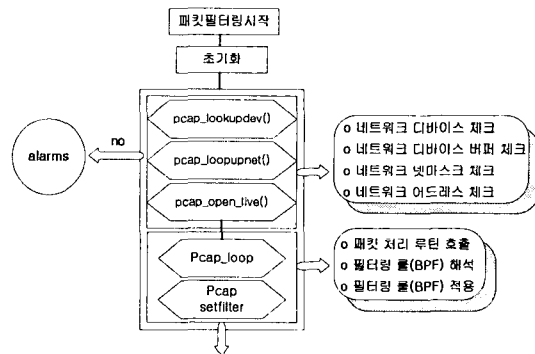 패킷필터링시작
초기화
pcap_lookupdev()
no
alarms
pcap_loopupnet()
pcap_open_live()
o 네트워크 디바이스 체크
o 네트워크 디바이스 버퍼 체크
o 네트워크 넷마스크 체크
o 네트워크 어드레스 체크
Pcap_loop
Pcap
setfilter
o 패킷 처리 루틴 호출
o 필터링 룰(BPF) 해석
o 필터링 룰(BPF) 적용